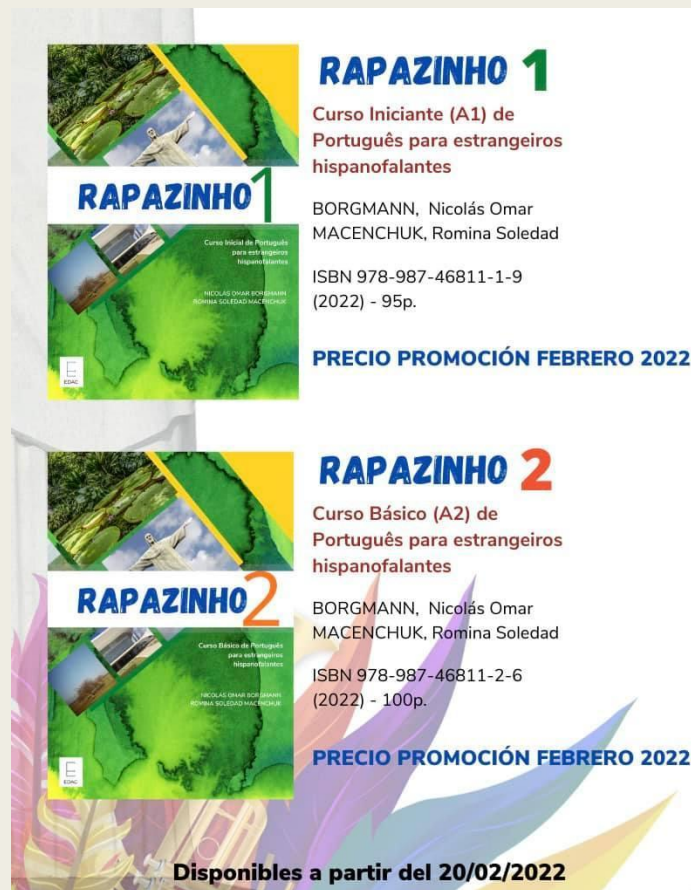 RAPAZINHO 1
Curso Iniciante (A1) de
Português para estrangeiros
hispanofalantes
BORGMANN, Nicolás Omar
MACENCHUK, Romina Soledad
ISBN 978-987-46811-1-9
(2022) - 95p.
PRECIO PROMOCIÓN FEBRERO 2022
RAPAZINHO 1
Curso Inicial de Português
para estrangeiros
hispanofalantes
NICOLAS OMAR BORGMANN
ROMINA SOLEDAD MACENCHUK
E
EDAC
RAPAZINHO 2
Curso Básico (A2) de
Português para estrangeiros
hispanofalantes
BORGMANN, Nicolás Omar
MACENCHUK, Romina Soledad
ISBN 978-987-46811-2-6
(2022) - 100p.
PRECIO PROMOCIÓN FEBRERO 2022
RAPAZINHO 2
Curso Básico de Português
para estrangeiros
hispanofalantes
NICOLAS OMAR BORGMANN
ROMINA SOLEDAD MACENCHUK
E
EDAC
Disponibles a partir del 20/02/2022